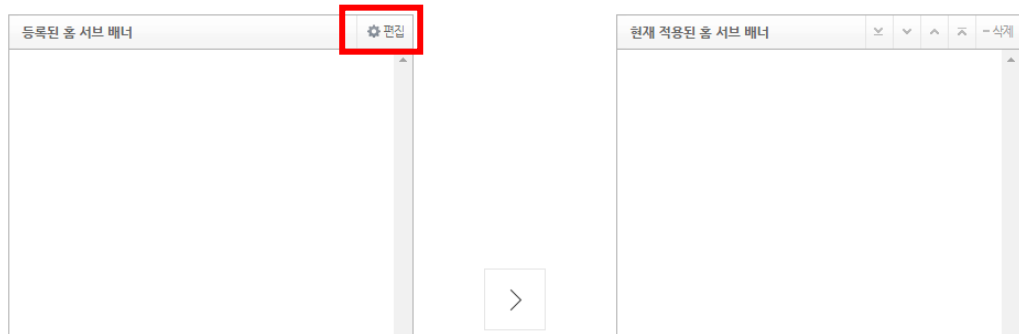 등록된 홈 서브 배너
편집
현재 적용된 홈 서브 배너
- 삭제